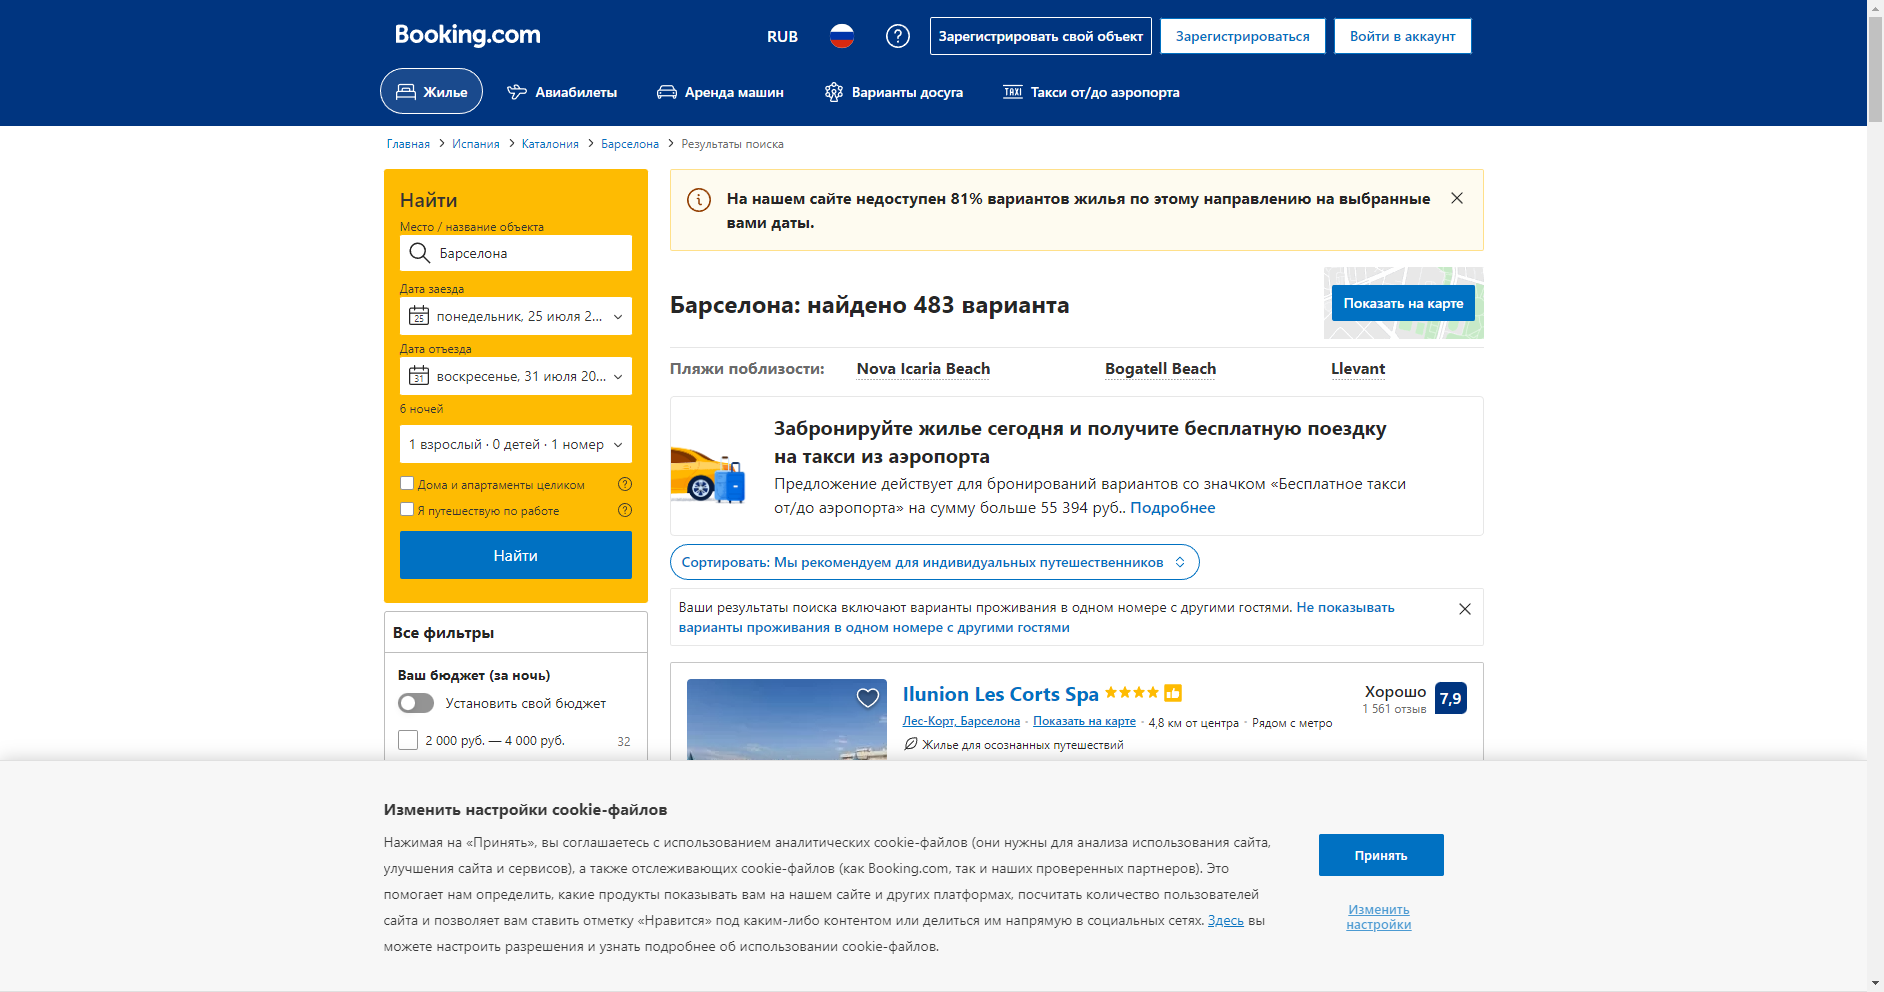 Booking.com
RUB
Зарегистрировать свой объект
Зарегистрироваться
Войти в аккаунт
Жилье
Авиабилеты
Аренда машин
Варианты досуга
TAXI
Такси от/до аэропорта
Главная
Испания
Каталония
Барселона
Результаты поиска
Найти
Место / название объекта
Барселона
Дата заезда
25
понедельник, 25 июля 2...
Дата отъезда
31
воскресенье, 31 июля 20...
6 ночей
1 взрослый · 0 детей · 1 номер
Дома и апартаменты целиком
Я путешествую по работе
Найти
Все фильтры
Ваш бюджет (за ночь)
Установить свой бюджет
2 000 руб. — 4 000 руб.
32
На нашем сайте недоступен 81% вариантов жилья по этому направлению на выбранные
вами даты.
Барселона: найдено 483 варианта
Показать на карте
Пляжи поблизости:
Nova Icaria Beach
Bogatell Beach
Llevant
Забронируйте жилье сегодня и получите бесплатную поездку
на такси из аэропорта
Предложение действует для бронирований вариантов со значком «Бесплатное такси
от/до аэропорта» на сумму больше 55 394 руб.. Подробнее
Сортировать: Мы рекомендуем для индивидуальных путешественников
Ваши результаты поиска включают варианты проживания в одном номере с другими гостями. Не показывать
варианты проживания в одном номере с другими гостями
Ilunion Les Corts Spa
Хорошо
1 561 отзыв
7,9
Лес-Корт, Барселона · Показать на карте · 4,8 км от центра · Рядом с метро
Жилье для осознанных путешествий
Изменить настройки cookie-файлов
Нажимая на «Принять», вы соглашаетесь с использованием аналитических cookie-файлов (они нужны для анализа использования сайта,
улучшения сайта и сервисов), а также отслеживающих cookie-файлов (как Booking.com, так и наших проверенных партнеров). Это
помогает нам определить, какие продукты показывать вам на нашем сайте и других платформах, посчитать количество пользователей
сайта и позволяет вам ставить отметку «Нравится» под каким-либо контентом или делиться им напрямую в социальных сетях. Здесь вы
можете настроить разрешения и узнать подробнее об использовании cookie-файлов.
Принять
Изменить
настройки